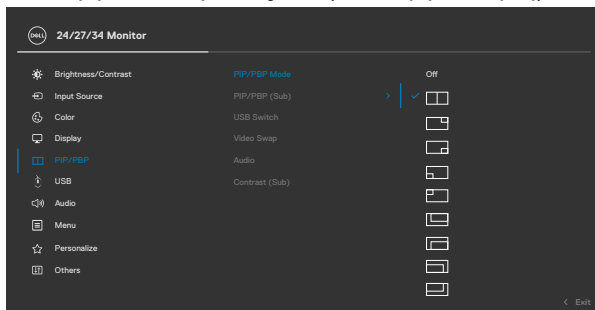 DELL
24/27/34 Monitor
Brightness/Contrast
Input Source
Color
Display
PIP/PBP
USB
Audio
Menu
Personalize
Others
PIP/PBP Mode
PIP/PBP (Sub)
USB Switch
Video Swap
Audio
Contrast (Sub)
Off
Exit